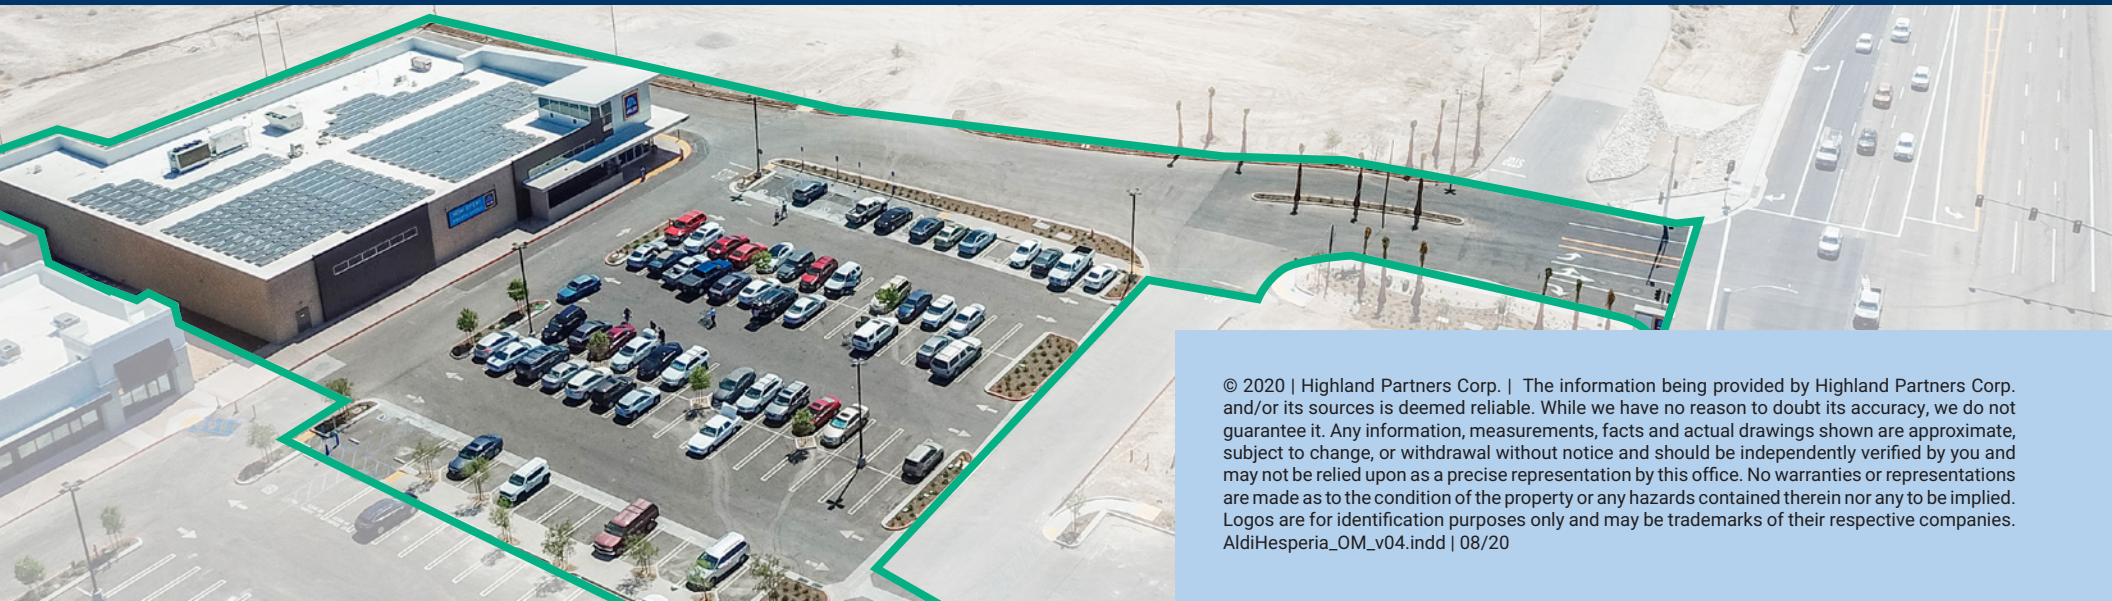 © 2020 | Highland Partners Corp. | The information being provided by Highland Partners Corp.
and/or its sources is deemed reliable. While we have no reason to doubt its accuracy, we do not
guarantee it. Any information, measurements, facts and actual drawings shown are approximate,
subject to change, or withdrawal without notice and should be independently verified by you and
may not be relied upon as a precise representation by this office. No warranties or representations
are made as to the condition of the property or any hazards contained therein nor any to be implied.
Logos are for identification purposes only and may be trademarks of their respective companies.
AldiHesperia_OM_v04.indd | 08/20